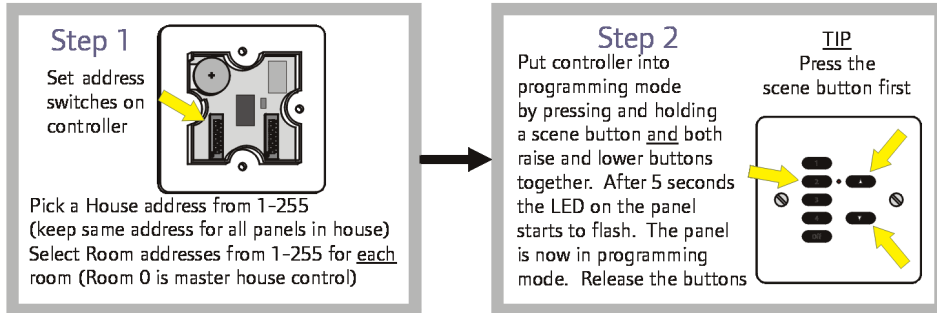 Step 1
Set address
switches on
controller
Pick a House address from 1-255
(keep same address for all panels in house)
Select Room addresses from 1-255 for each
room (Room 0 is master house control)
Step 2
Put controller into
programming mode
by pressing and holding
a scene button and both
raise and lower buttons
together. After 5 seconds
the LED on the panel
starts to flash. The panel
is now in programming
mode. Release the buttons
TIP
Press the
scene button first
1
2
3
4